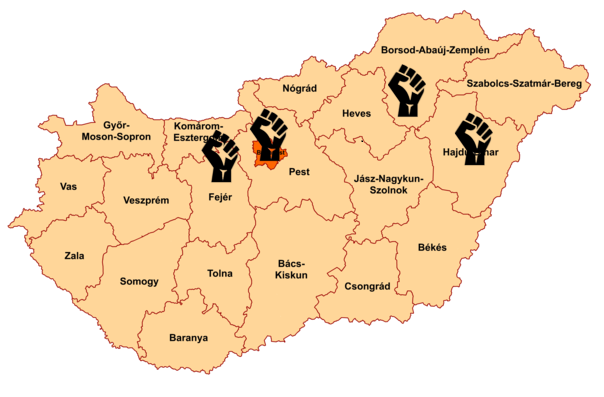 Borsod-Abaúj-Zemplén
Szabolcs-Szatmár-Bereg
Nógrád
Heves
Győr-
Moson-Sopron
Komárom-
Pest
Jász-Nagykun-
Szolnok
Vas
Veszprém
Fejér
Békés
Zala
Somogy
Tolna
Bács-
Kiskun
Csongrád
Baranya